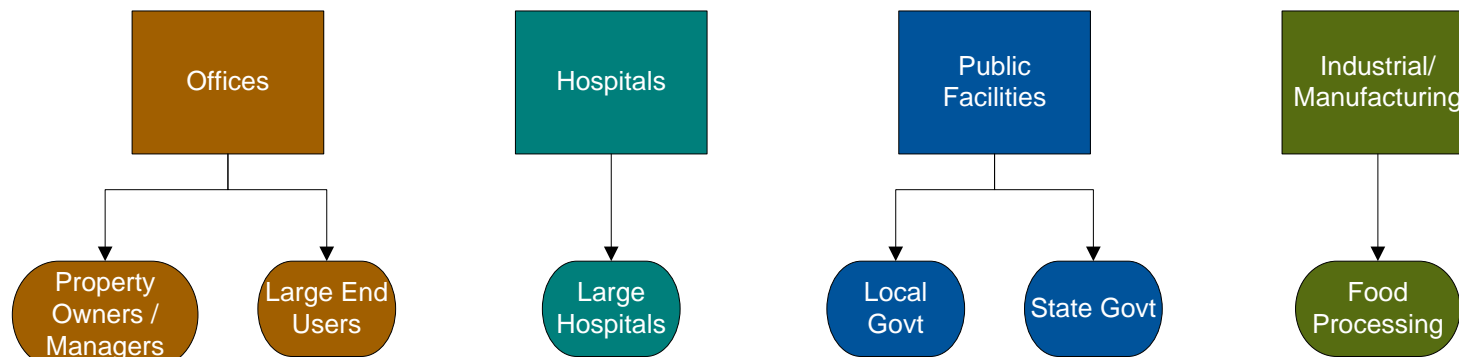 Offices
Hospitals
Public
Facilities
Industrial/
Manufacturing
Property
Owners /
Managers
Large End
Users
Large
Hospitals
Local
Govt
State Govt
Food
Processing